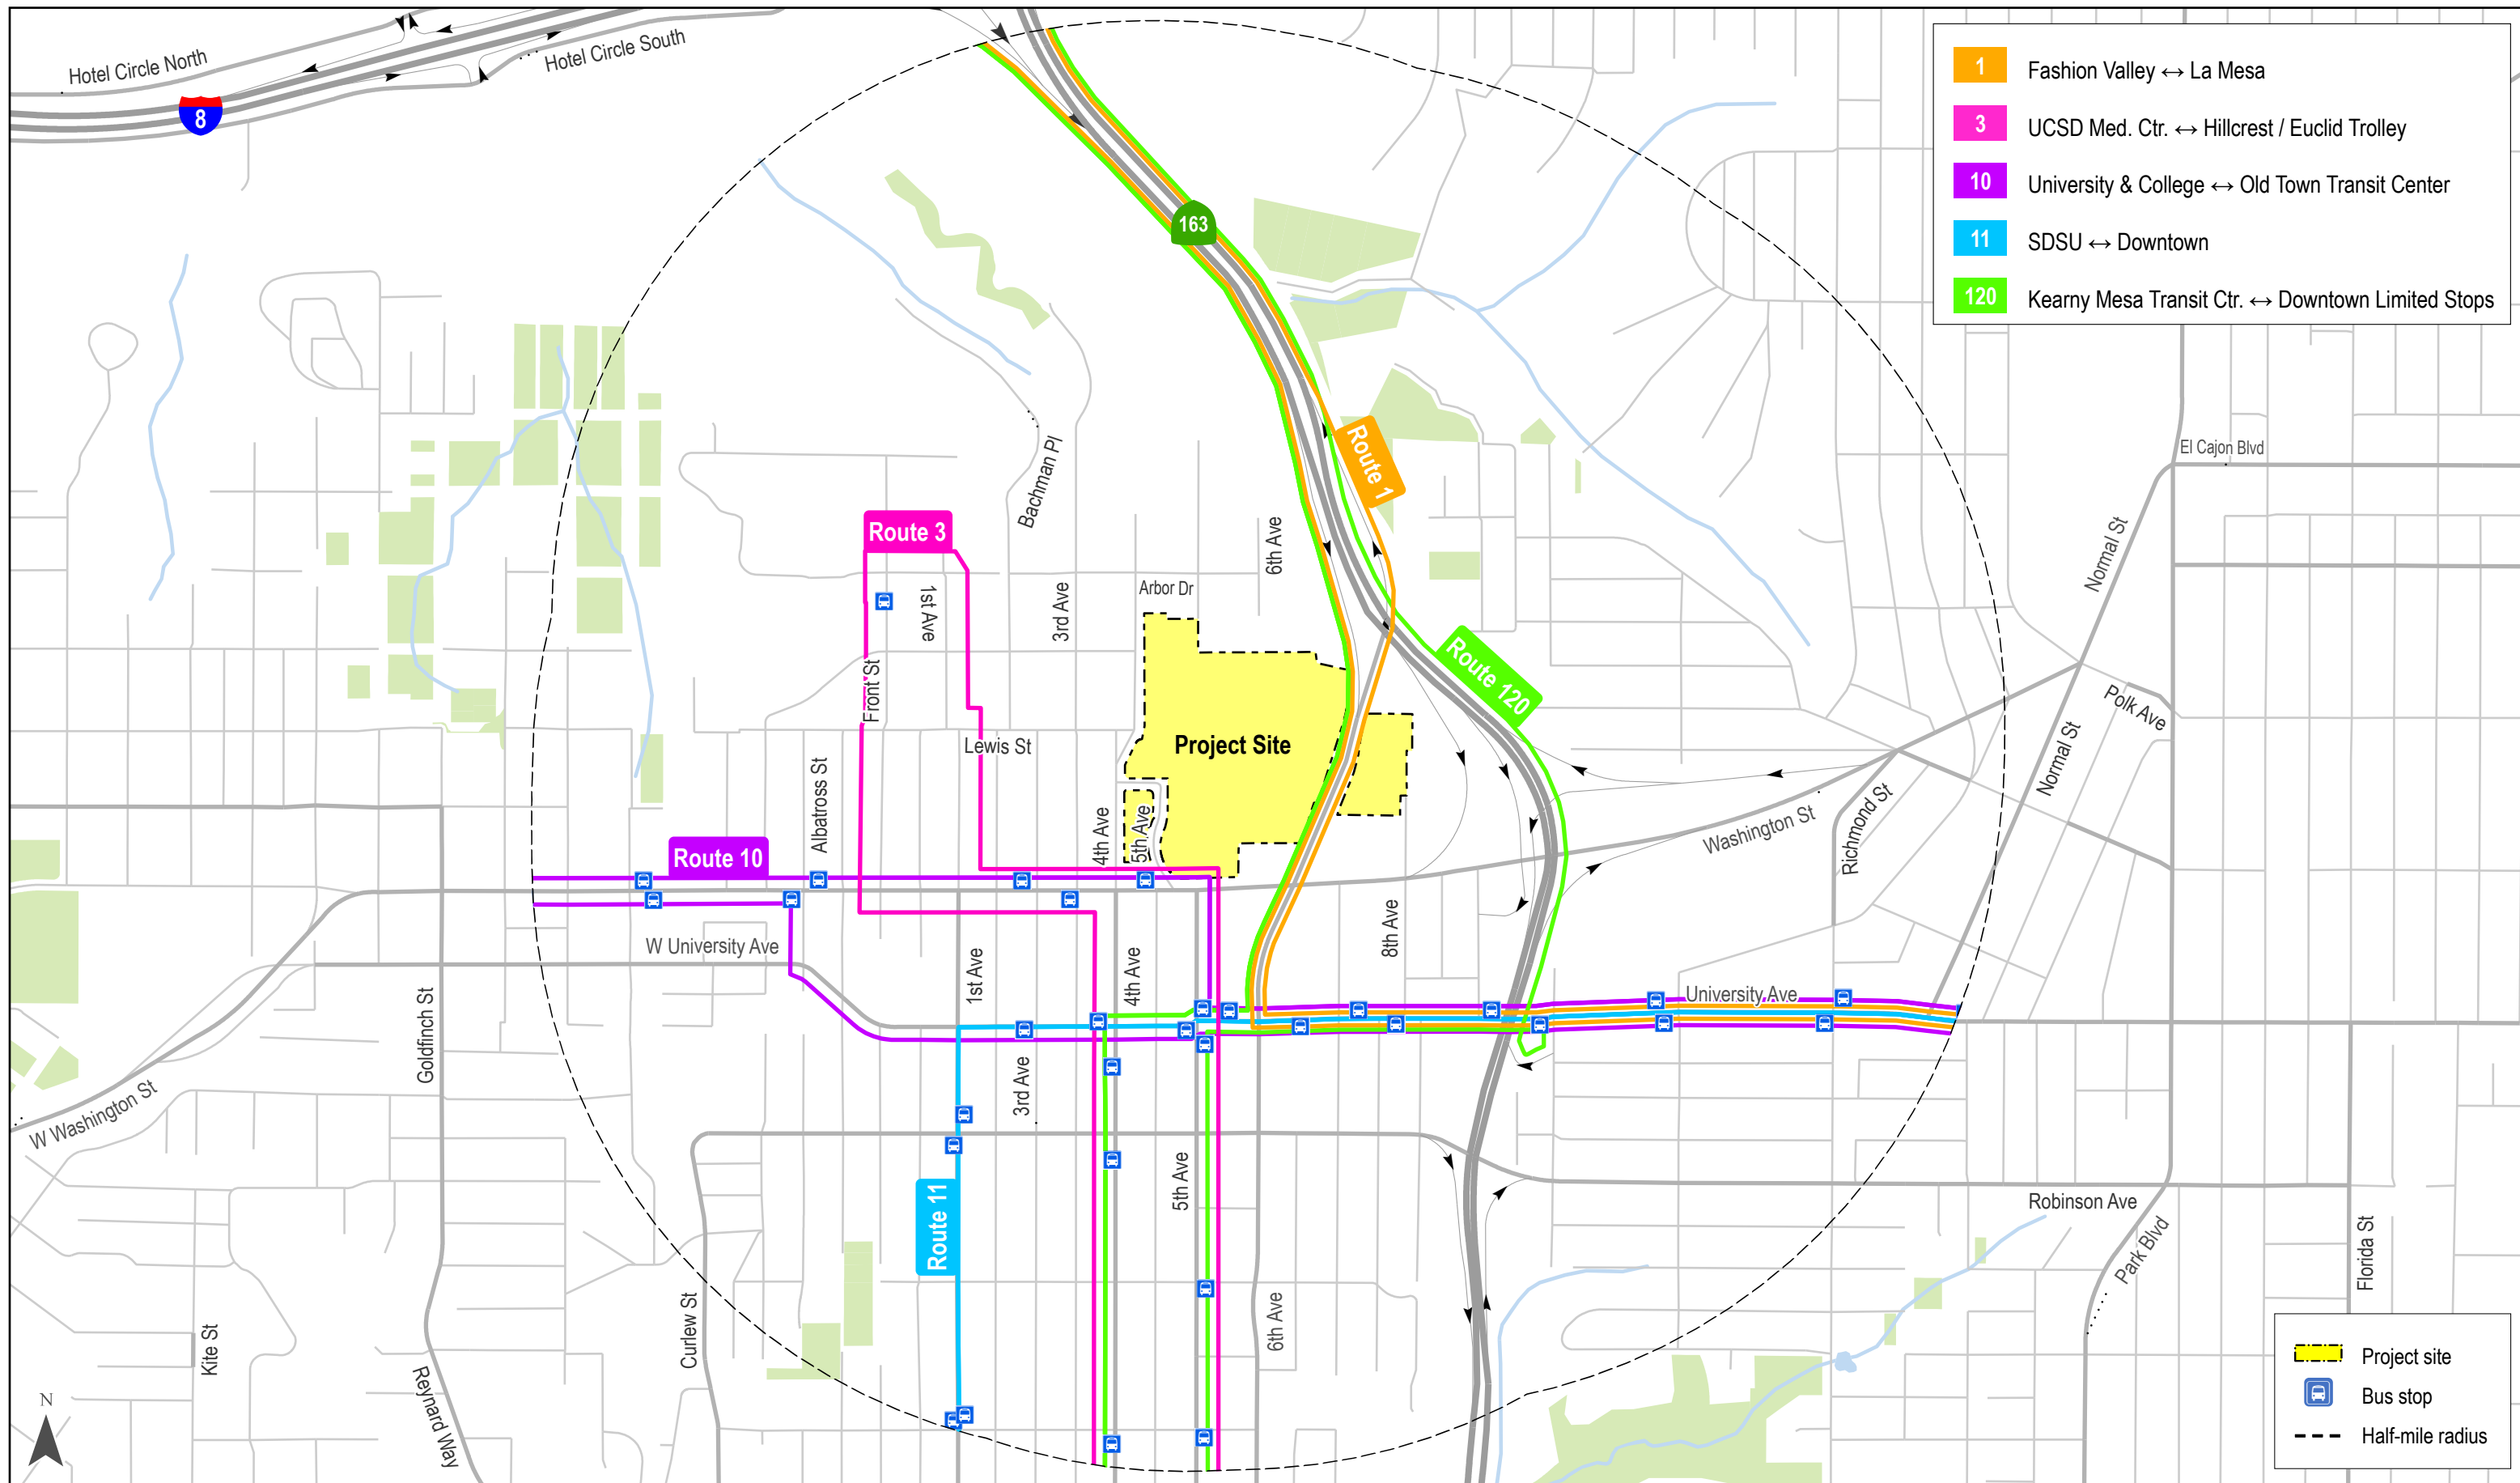 Hotel Circle North
Hotel Circle South
8
163
1 Fashion Valley ↔ La Mesa
3 UCSD Med. Ctr. ↔ Hillcrest / Euclid Trolley
10 University & College ↔ Old Town Transit Center
11 SDSU ↔ Downtown
120 Kearny Mesa Transit Ctr. ↔ Downtown Limited Stops
Route 1
El Cajon Blvd
Bachman Pl
Route 3
6th Ave
Normal St
Arbor Dr
1st Ave
3rd Ave
Front St
Route 120
Polk Ave
Project Site
Lewis St
Normal St
Albatross St
4th Ave
5th Ave
Washington St
Richmond St
Route 10
8th Ave
W University Ave
1st Ave
4th Ave
University Ave
Goldfinch St
3rd Ave
W Washington St
5th Ave
Route 11
Robinson Ave
Park Blvd
Florida St
Kite St
Curlew St
6th Ave
Reynard Way
N
Project site
Bus stop
Half-mile radius